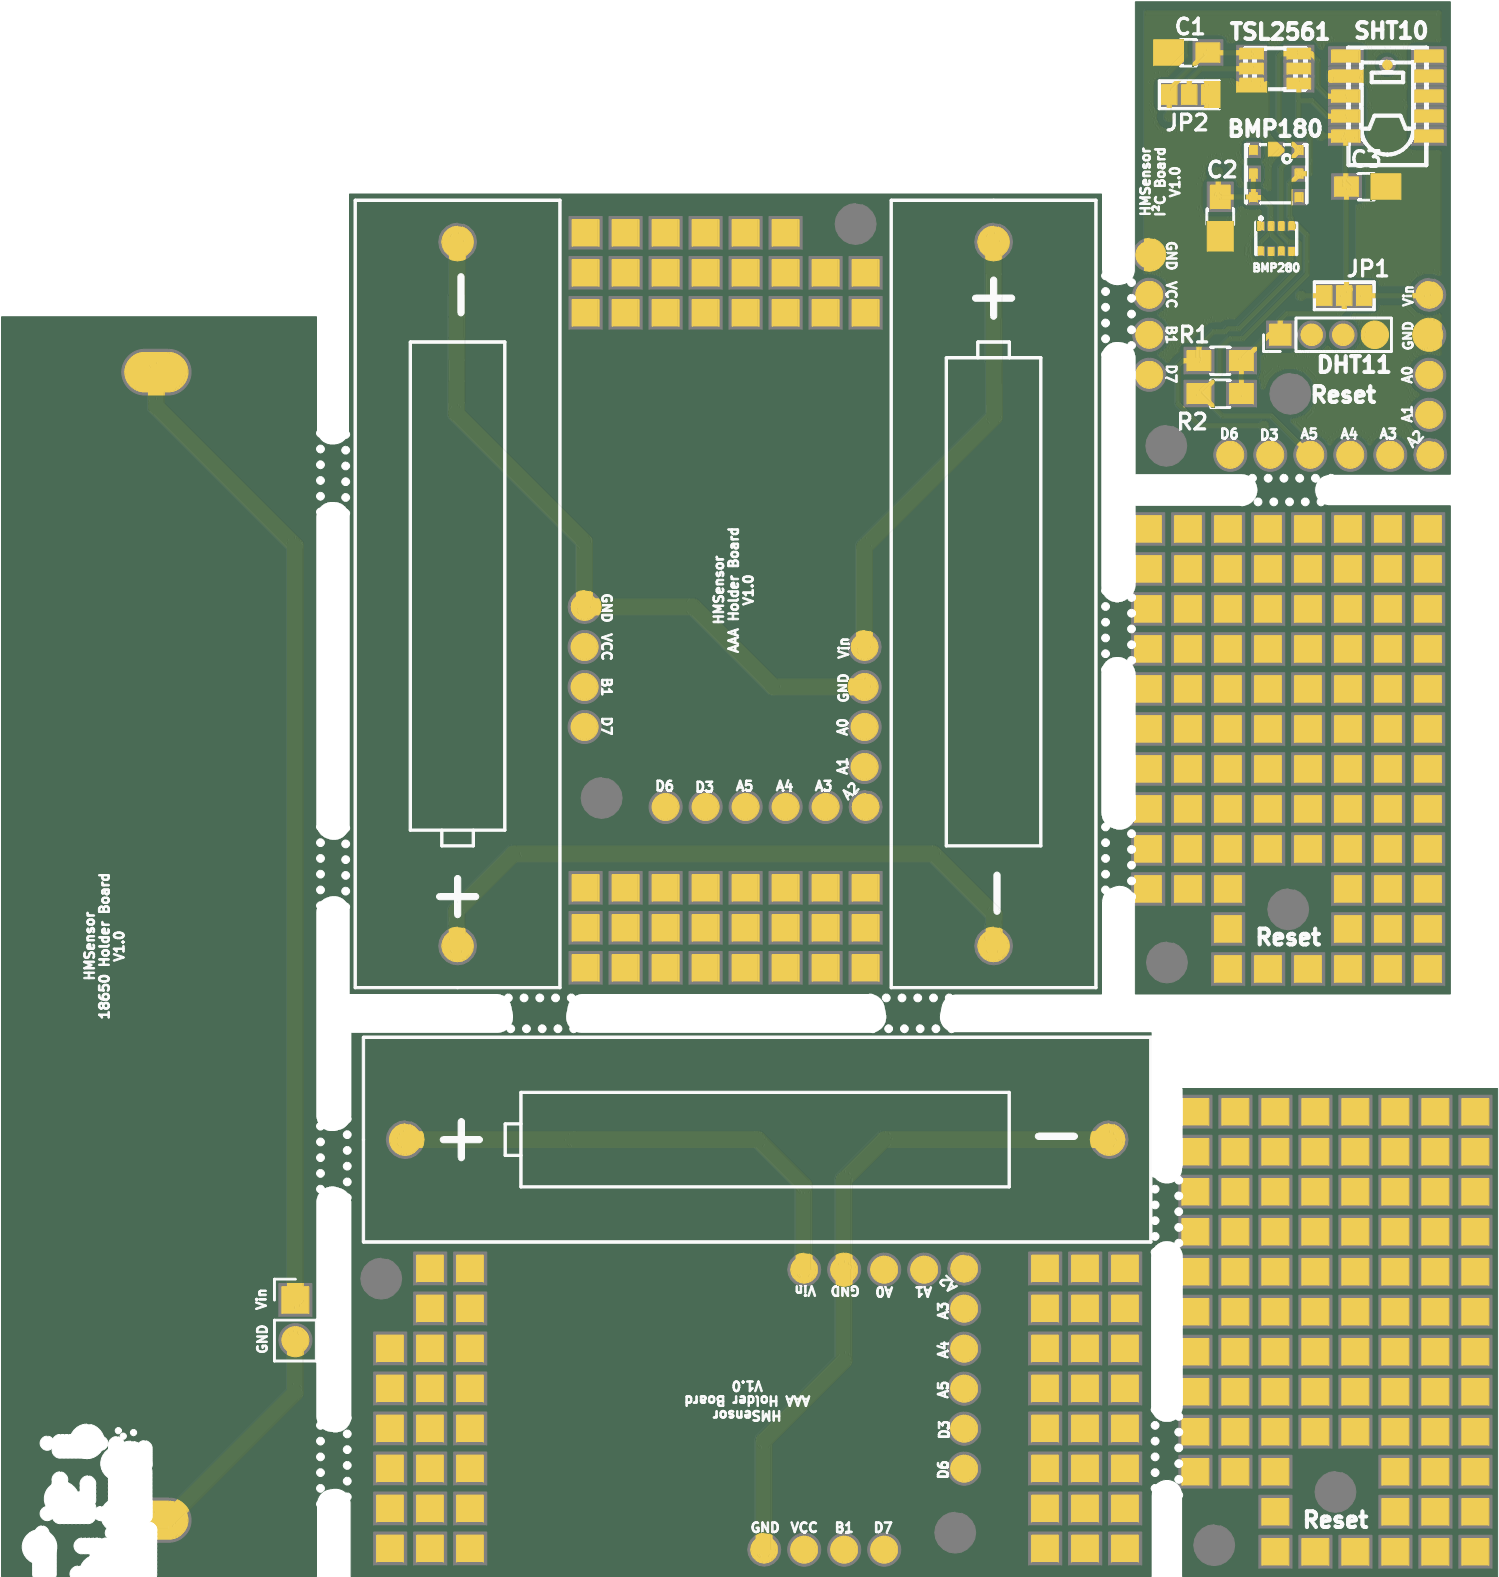 C1
TSL2561
SHT10
JP2
BMP180
C3
C2
HMSensor
I²C Board
V1.0
BMP280
GND
VCC
B1
D7
JP1
Vin
GND
A0
A1
A2
R1
DHT11
Reset
R2
D6 D3 A5 A4 A3
HMSensor
AAA Holder Board
V1.0
GND
VCC
B1
D7
Vin
GND
A0
A1
A2
D6 D3 A5 A4 A3
+
−
+
−
Reset
HMSensor
18650 Holder Board
V1.0
Vin
GND
+
−
Vin GND A0 A1 A2
A3
A4
A5
D3
D6
HMSensor
AAA Holder Board
V1.0
GND VCC B1 D7
Reset